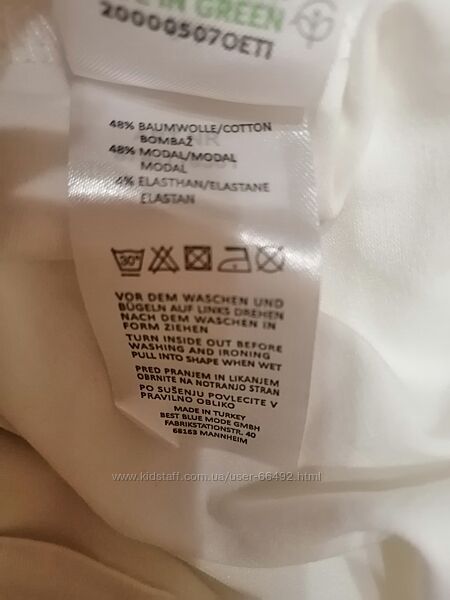 IN GREEN
20000507OETI
48% BAUMWOLLE/COTTON
BOMBAŽ
48% MODAL/MODAL
MODAL
4% ELASTHAN/ELASTANE
ELASTAN
30°
VOR DEM WASCHEN UND
BÜGELN AUF LINKS DREHEN
NACH DEM WASCHEN IN
FORM ZIEHEN
TURN INSIDE OUT BEFORE
WASHING AND IRONING
PULL INTO SHAPE WHEN WET
PRED PRANJEM IN LIKANJEM
OBRNITE NA NOTRANJO STRAN
PO SUŠENJU POVLECITE V
PRAVILNO OBLIKO
MADE IN TURKEY
BEST BLUE MODE GMBH
FABRIKSTATIONSTR. 40
68163 MANNHEIM
www.kidstaff.com.ua/user-66492.html